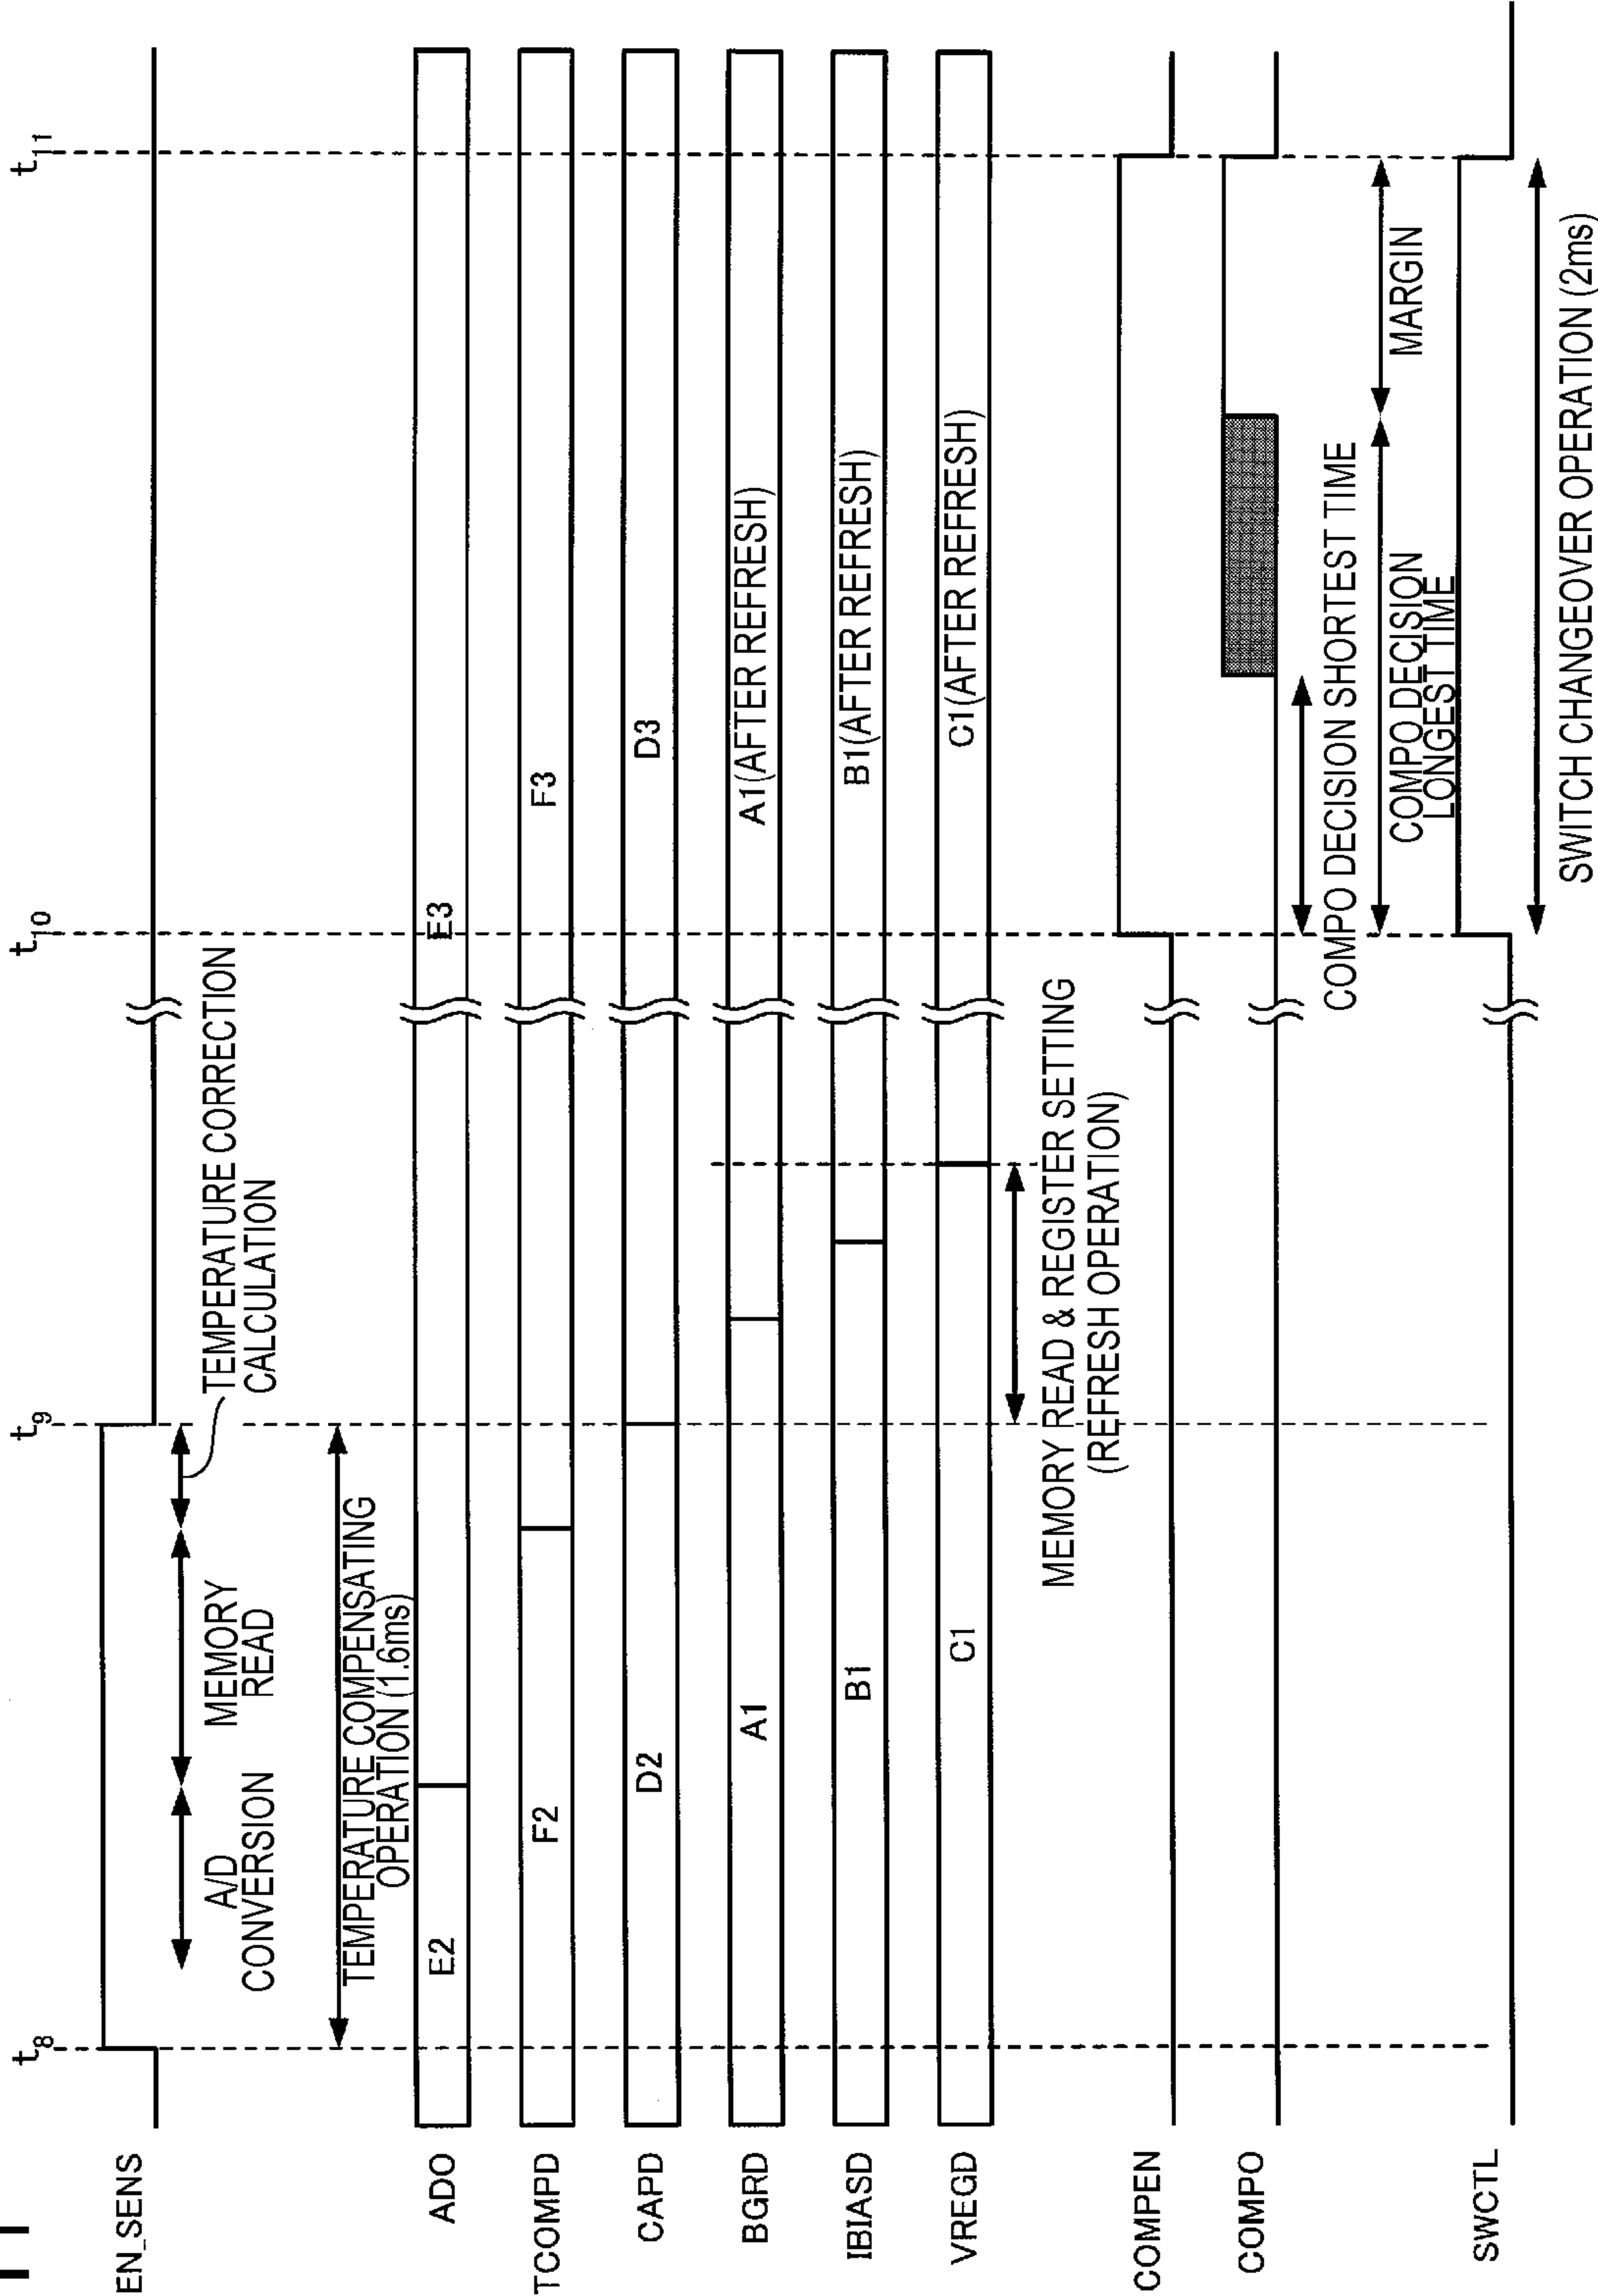 t8
t9
t10
t11
EN_SENS
A/D
CONVERSION
MEMORY
READ
TEMPERATURE CORRECTION
CALCULATION
TEMPERATURE COMPENSATING
OPERATION (1.6ms)
ADO
E2
E3
TCOMPD
F2
F3
CAPD
D2
D3
BGRD
A1
A1(AFTER REFRESH)
IBIASD
B1
B1(AFTER REFRESH)
VREGD
C1
C1(AFTER REFRESH)
MEMORY READ & REGISTER SETTING
(REFRESH OPERATION)
COMPEN
COMPO
COMPO DECISION SHORTEST TIME
COMPO DECISION
LONGEST TIME
MARGIN
SWCTL
SWITCH CHANGEOVER OPERATION (2ms)